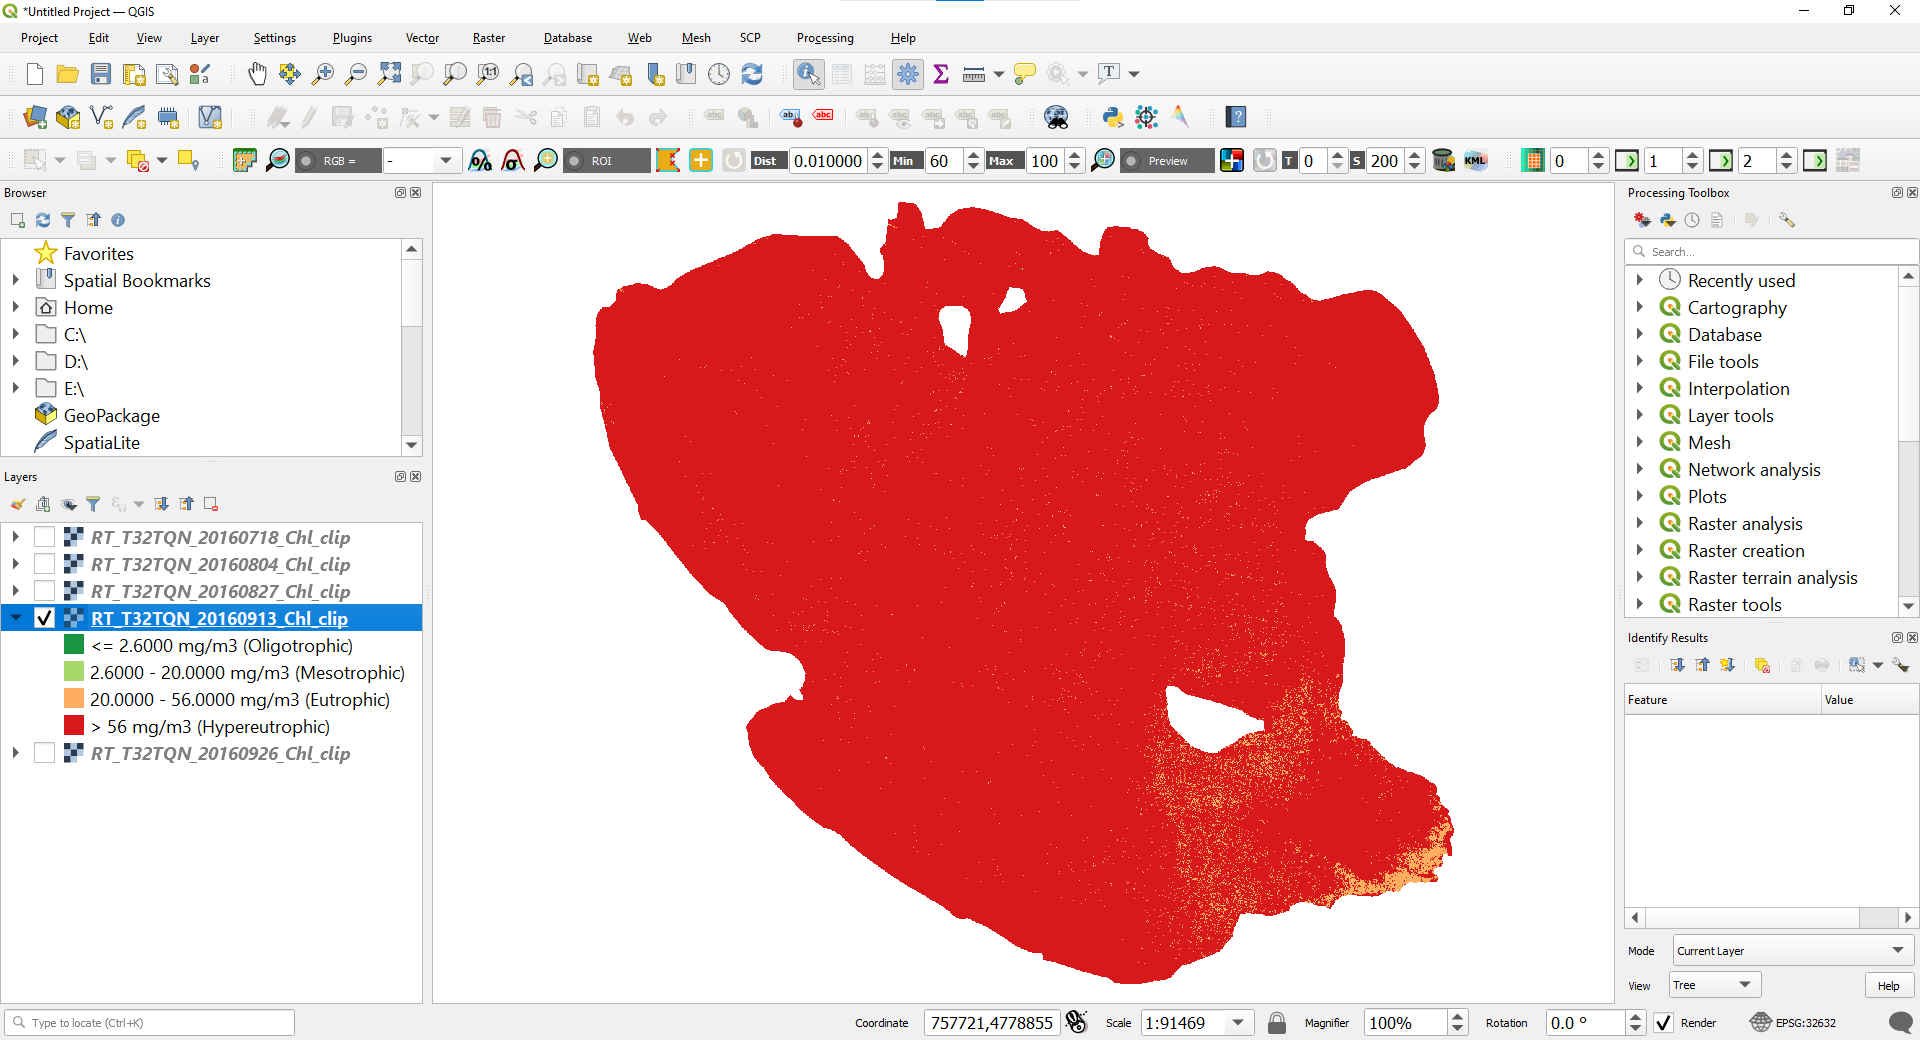 *Untitled Project — QGIS
Project Edit View Layer Settings Plugins Vector Raster Database Web Mesh SCP Processing Help
RGB = - ROI Dist 0.010000 Min 60 Max 100 Preview T 0 S 200 KML 0 1 2
Browser
Favorites
Spatial Bookmarks
Home
C:\
D:\
E:\
GeoPackage
SpatiaLite
Layers
RT_T32TQN_20160718_Chl_clip
RT_T32TQN_20160804_Chl_clip
RT_T32TQN_20160827_Chl_clip
RT_T32TQN_20160913_Chl_clip
<= 2.6000 mg/m3 (Oligotrophic)
2.6000 - 20.0000 mg/m3 (Mesotrophic)
20.0000 - 56.0000 mg/m3 (Eutrophic)
> 56 mg/m3 (Hypereutrophic)
RT_T32TQN_20160926_Chl_clip
Processing Toolbox
Search...
Recently used
Cartography
Database
File tools
Interpolation
Layer tools
Mesh
Network analysis
Plots
Raster analysis
Raster creation
Raster terrain analysis
Raster tools
Identify Results
Feature Value
Mode Current Layer
View Tree Help
Type to locate (Ctrl+K) Coordinate 757721,4778855 Scale 1:91469 Magnifier 100% Rotation 0.0 ° Render EPSG:32632